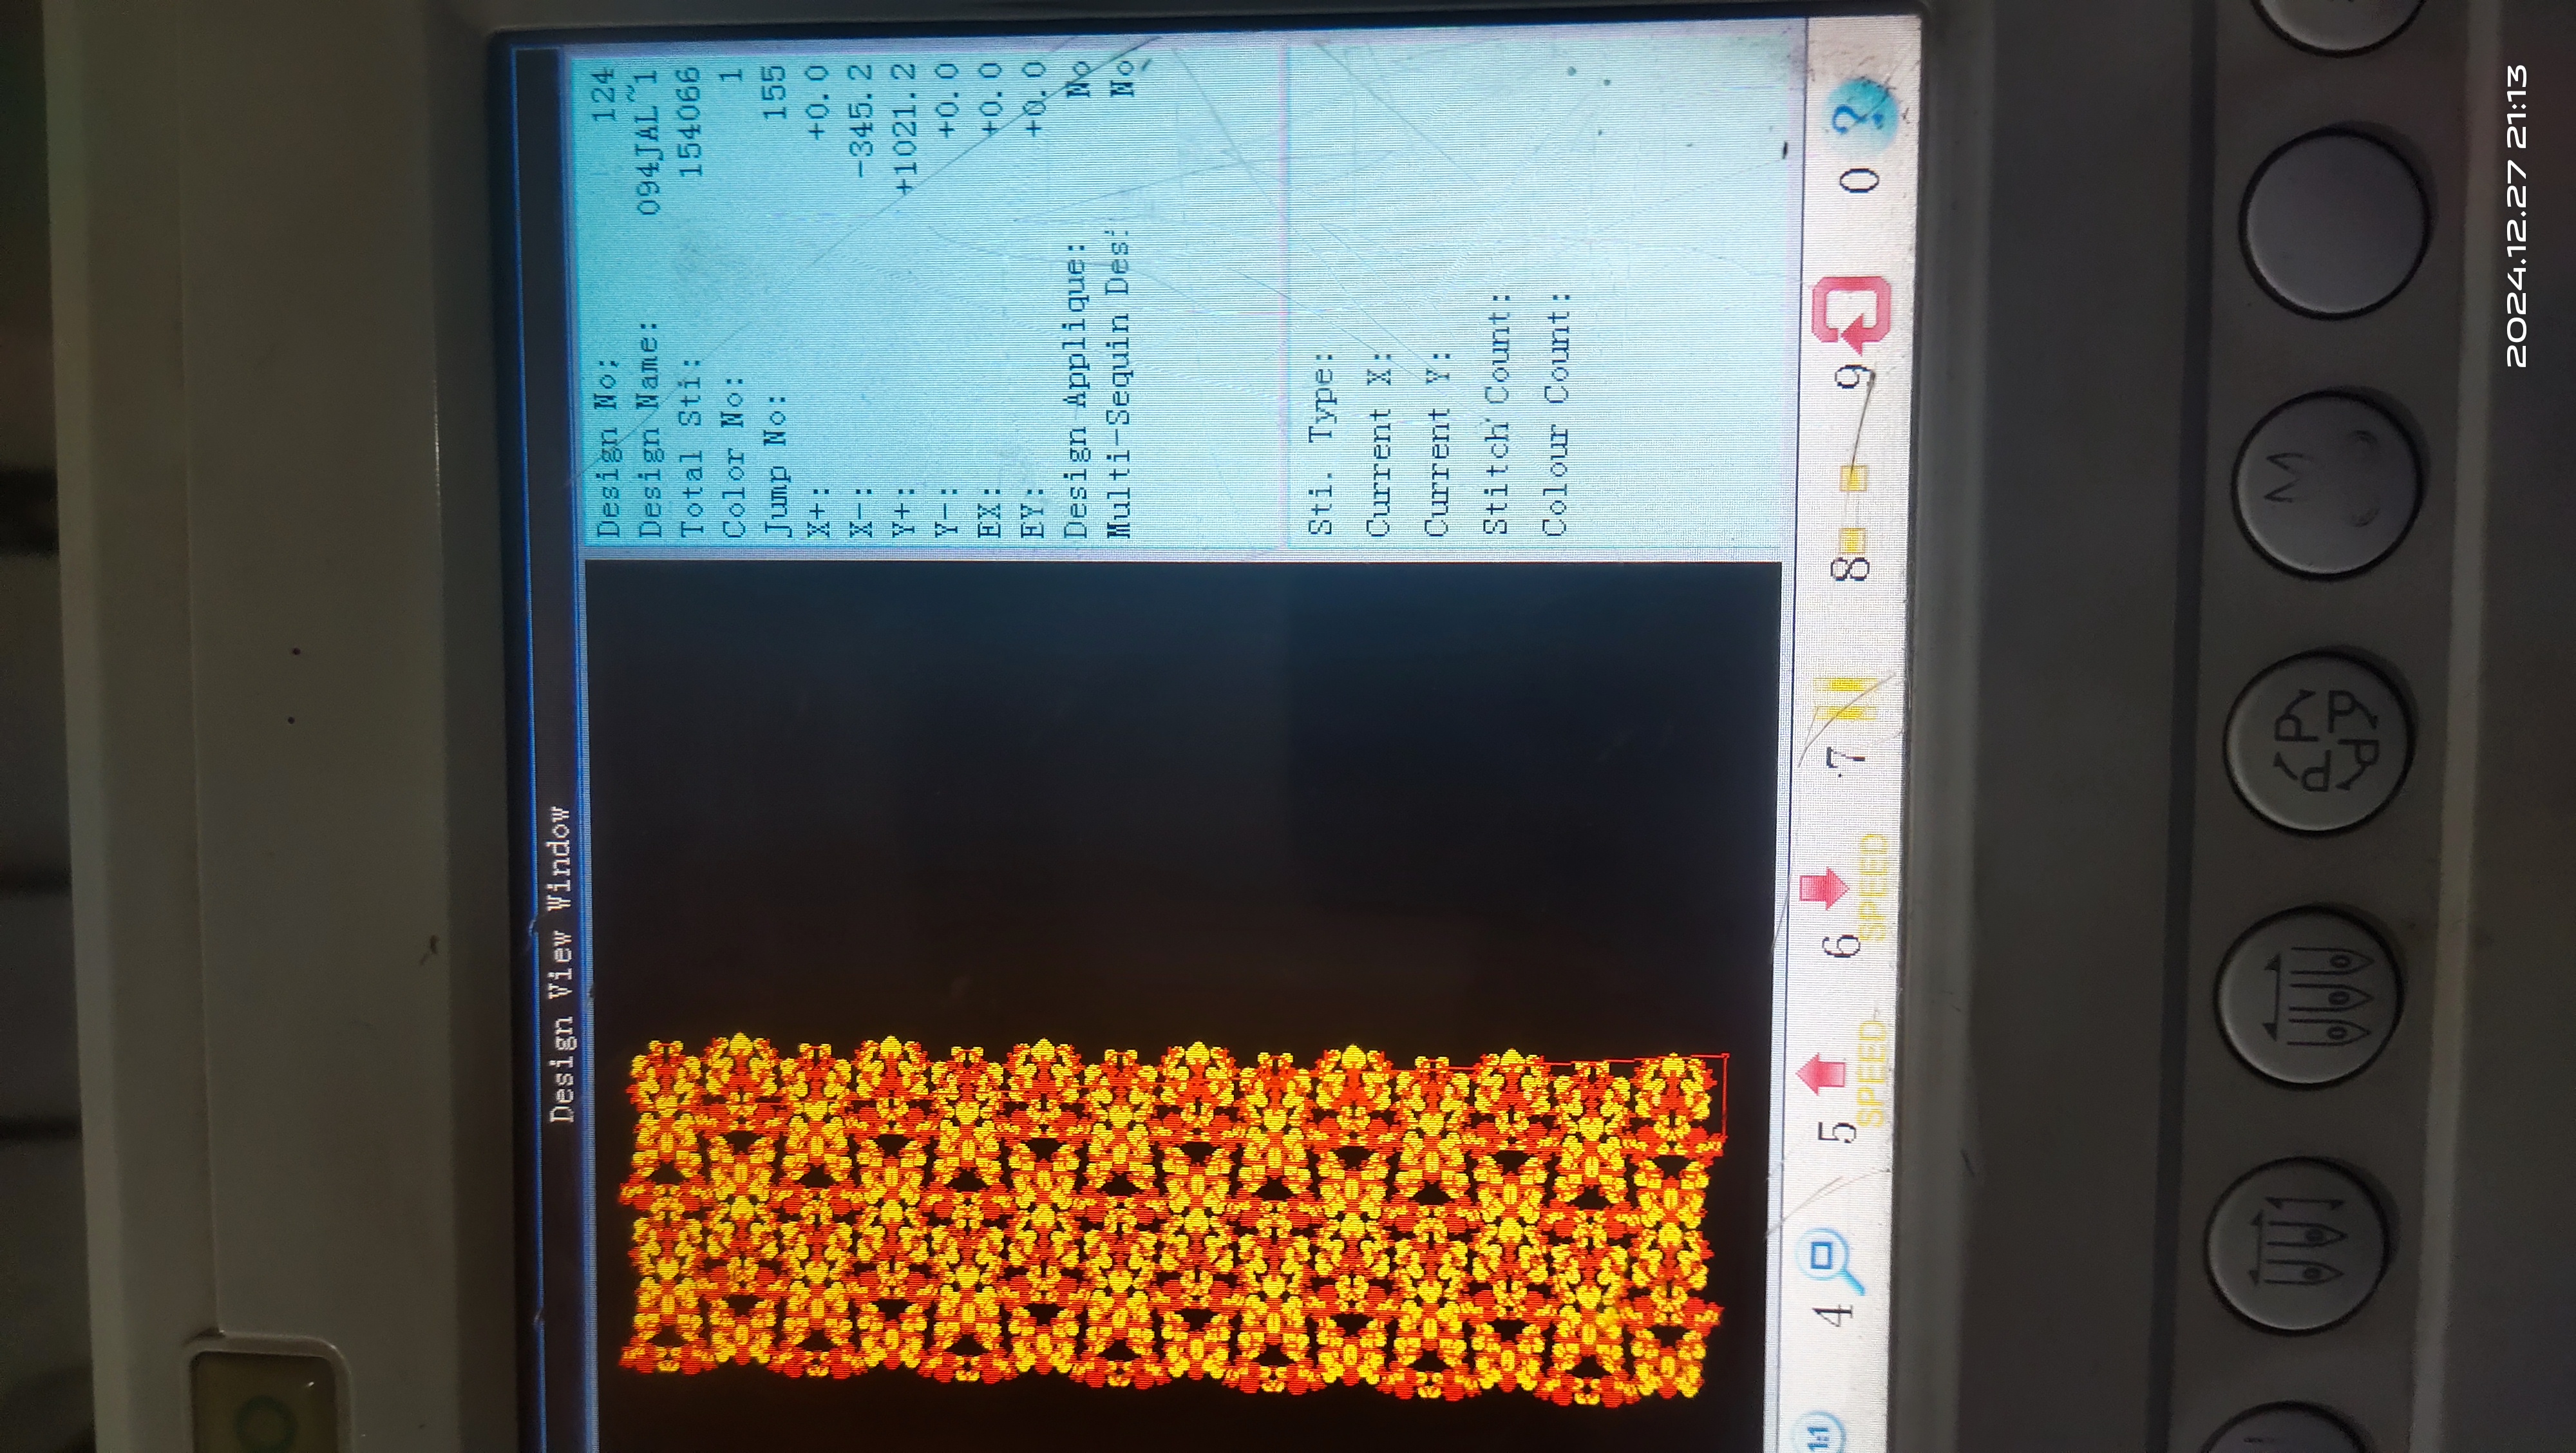 Design View Window
Design No: 124
Design Name: 094JAL~1
Total Sti: 154066
Color No: 1
Jump No: 155
X+: +0.0
X-: -345.2
Y+: +1021.2
Y-: +0.0
EX: +0.0
EY: +0.0
Design Applique: No
Multi-Sequin Des: No
Sti. Type:
Current X:
Current Y:
Stitch Count:
Colour Count:
1:1 4 5 SPEED 6 SPEED 7 8 9 0 ?
P P P P
2024.12.27 21:13